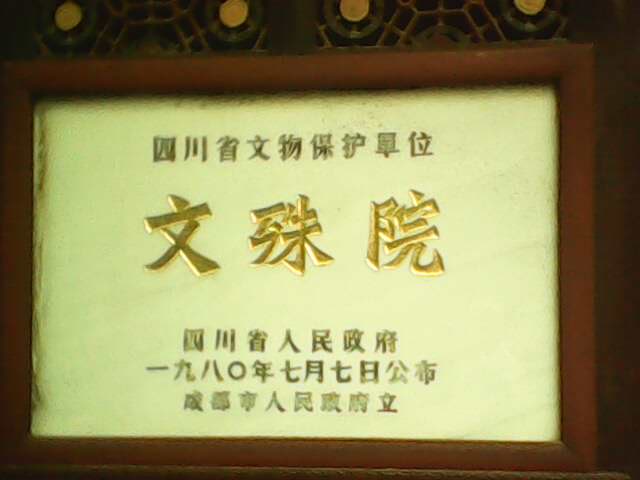 四川省文物保护单位
文殊院
四川省人民政府
一九八〇年七月七日公布
成都市人民政府立